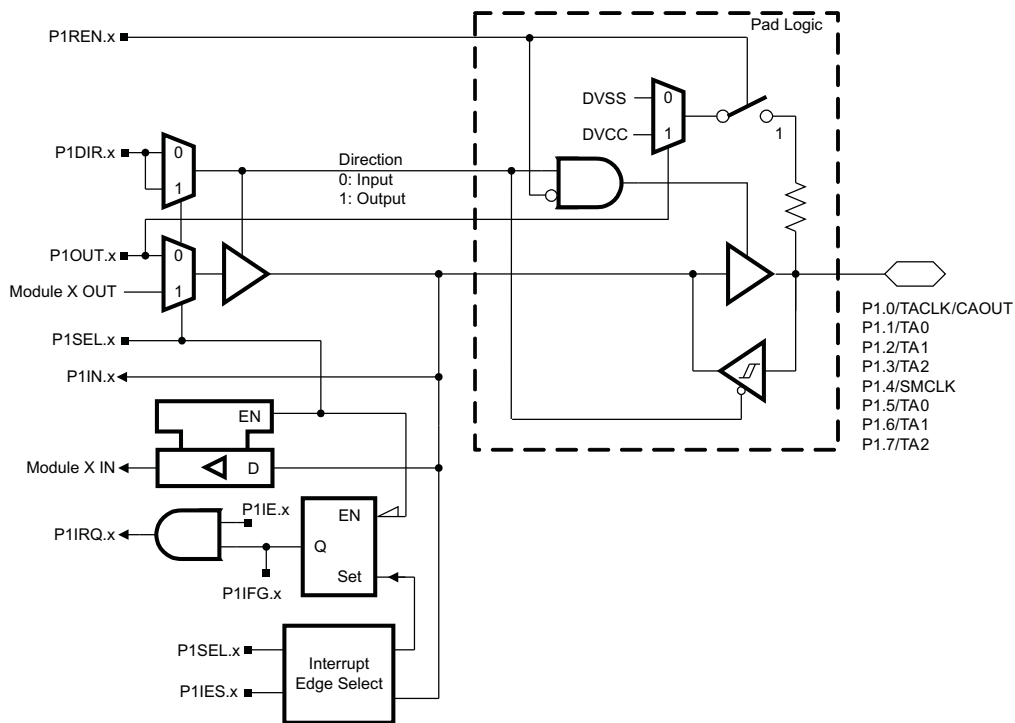 Pad Logic
P1REN.x
DVSS
0
DVCC
1
1
P1DIR.x
0
1
Direction
0: Input
1: Output
P1OUT.x
0
Module X OUT
1
P1.0/TACLK/CAOUT
P1.1/TA0
P1.2/TA1
P1.3/TA2
P1.4/SMCLK
P1.5/TA0
P1.6/TA1
P1.7/TA2
P1SEL.x
P1IN.x
EN
Module X IN
D
P1IE.x
P1IRQ.x
EN
Q
Set
P1IFG.x
P1SEL.x
P1IES.x
Interrupt
Edge Select